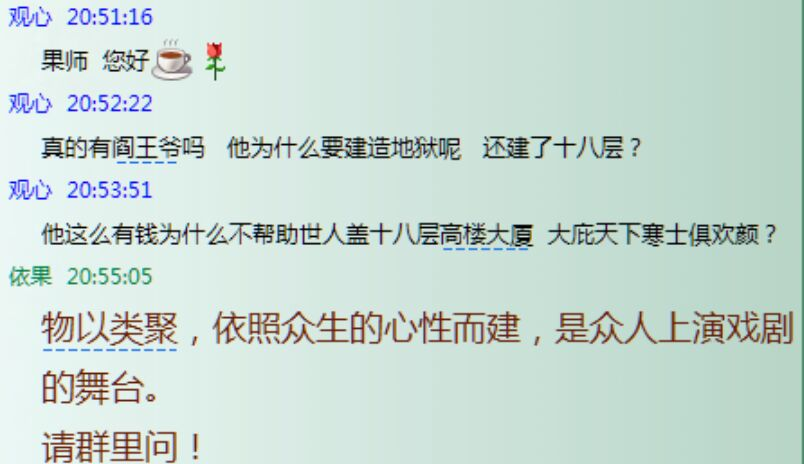 观心 20:51:16
果师 您好
观心 20:52:22
真的有阎王爷吗 他为什么要建造地狱呢 还建了十八层？
观心 20:53:51
他这么有钱为什么不帮助世人盖十八层高楼大厦 大庇天下寒士俱欢颜？
依果 20:55:05
物以类聚，依照众生的心性而建，是众人上演戏剧
的舞台。
请群里问！